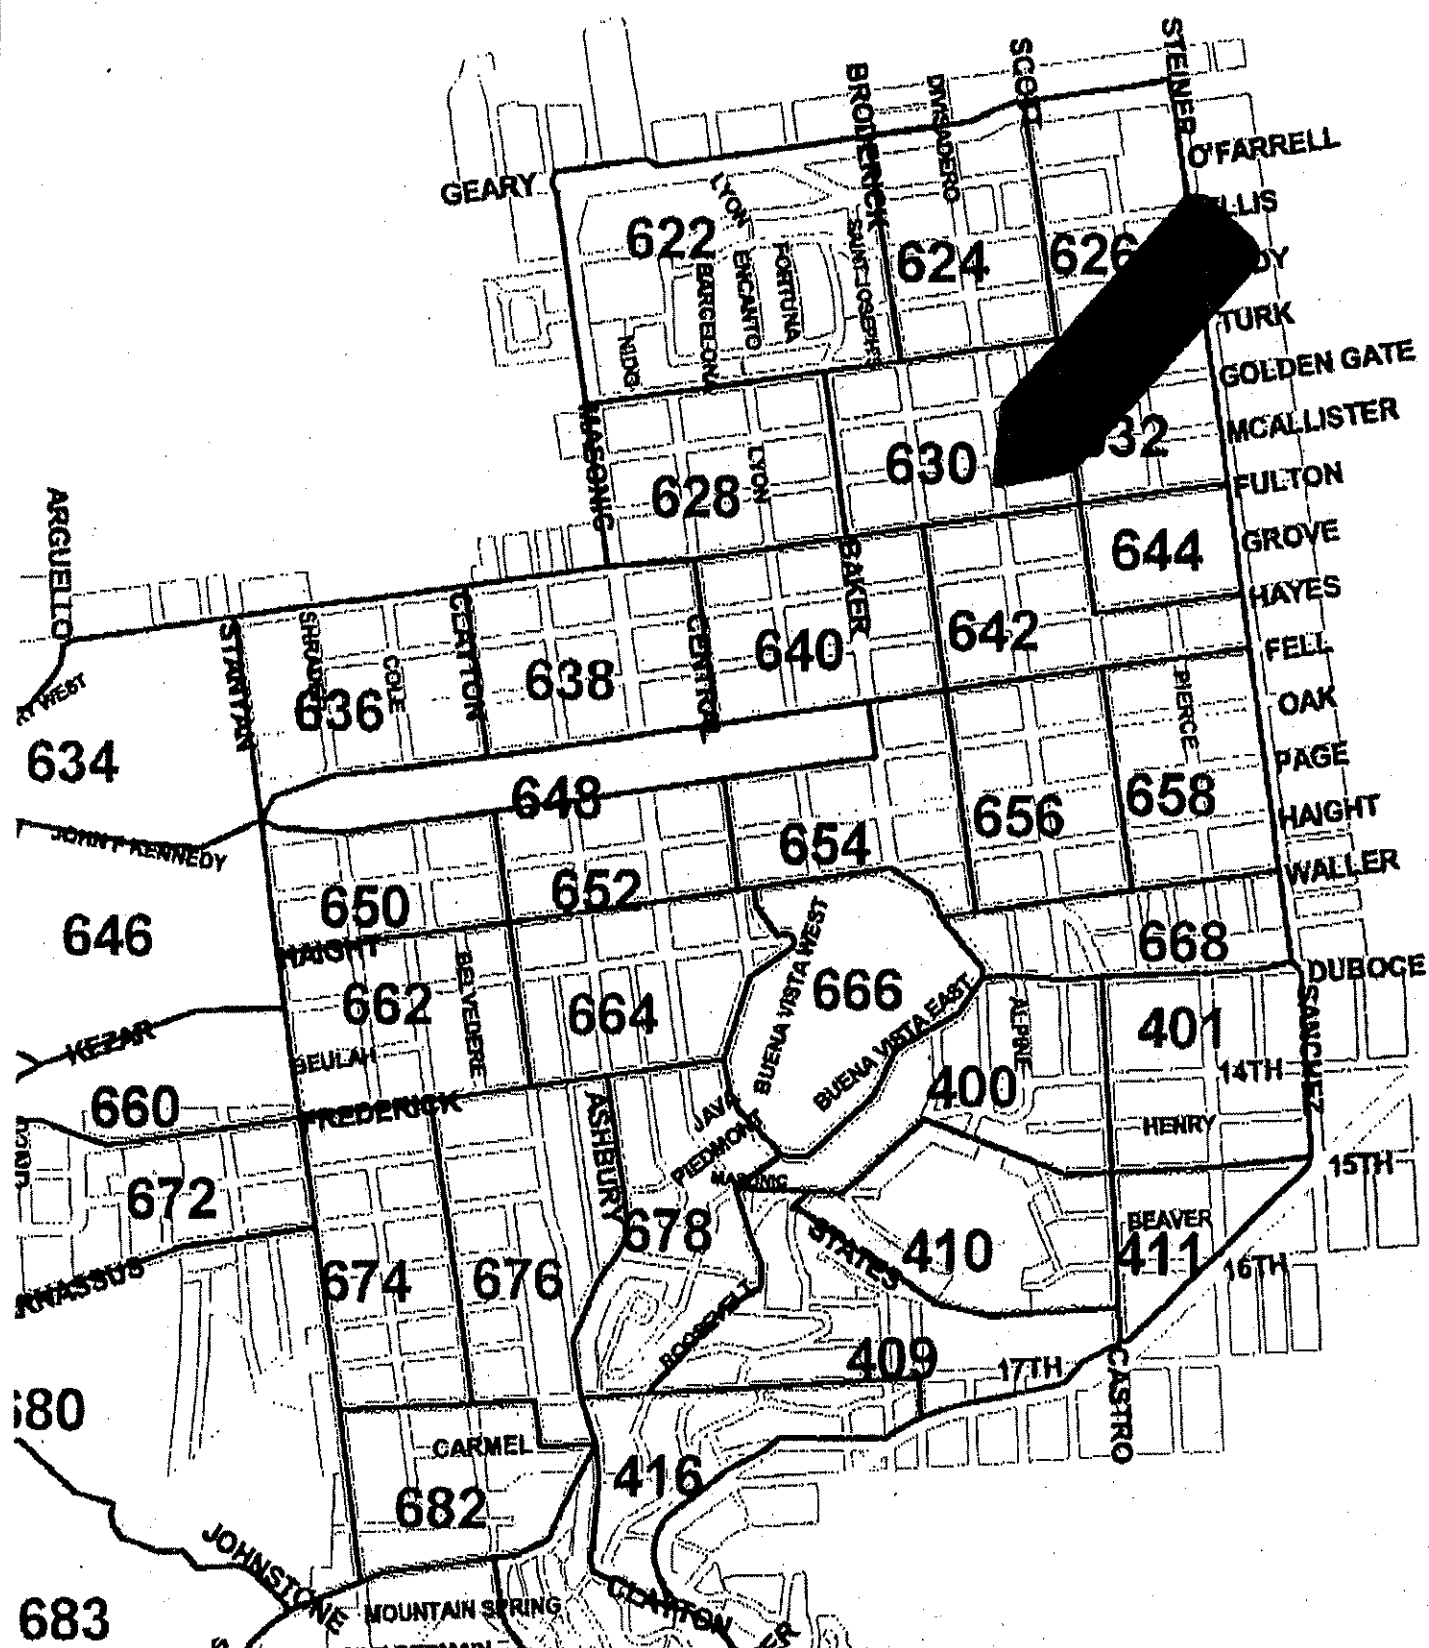 STEINER
SCOTT
BRODERICK
DIVISADERO
O'FARRELL
GEARY
LYON
622
624
626
SAINT JOSEPH'S
FORTUNA
ENCANTO
BARCELONA
TURK
GOLDEN GATE
MCALLISTER
MASONIC
630
LYON
628
FULTON
GROVE
644
ARGUELLO
HAYES
BAKER
CLAYTON
SHRADER
STANYAN
CENTRAL
640
642
FELL
638
COLE
636
PIERCE
OAK
634
PAGE
648
656
658
HAIGHT
654
JOHN F KENNEDY
WALLER
650
652
646
HAIGHT
BUENA VISTA WEST
668
DUBOCE
662
BELVEDERE
664
666
BUENA VISTA EAST
ALPINE
401
SANCHEZ
KEZAR
BEULAH
14TH
400
660
FREDERICK
ASHBURY
JAVA
HENRY
PIEDMONT
MASONIC
15TH
672
678
BEAVER
STATES
410
411
16TH
674
676
ROOSEVELT
409
17TH
CASTRO
CARMEL
416
682
JOHNSTONE
CLAYTON
MOUNTAIN SPRING
683